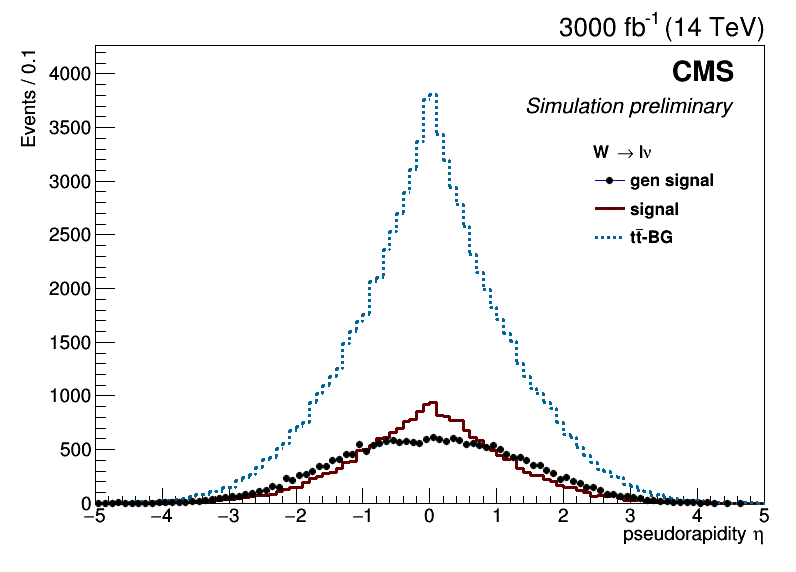 3000 fb⁻¹ (14 TeV)
CMS
Simulation preliminary
W → lν
gen signal
signal
tt̄-BG
Events / 0.1
4000
3500
3000
2500
2000
1500
1000
500
0
−5 −4 −3 −2 −1 0 1 2 3 4 5
pseudorapidity η